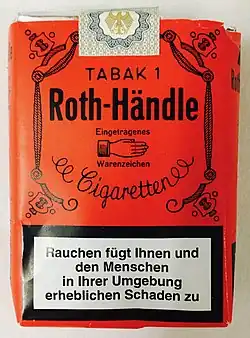 TABAK 1
Roth-Händle
Eingetragenes
Warenzeichen
Cigaretten
Rauchen fügt Ihnen und
den Menschen
in Ihrer Umgebung
erheblichen Schaden zu